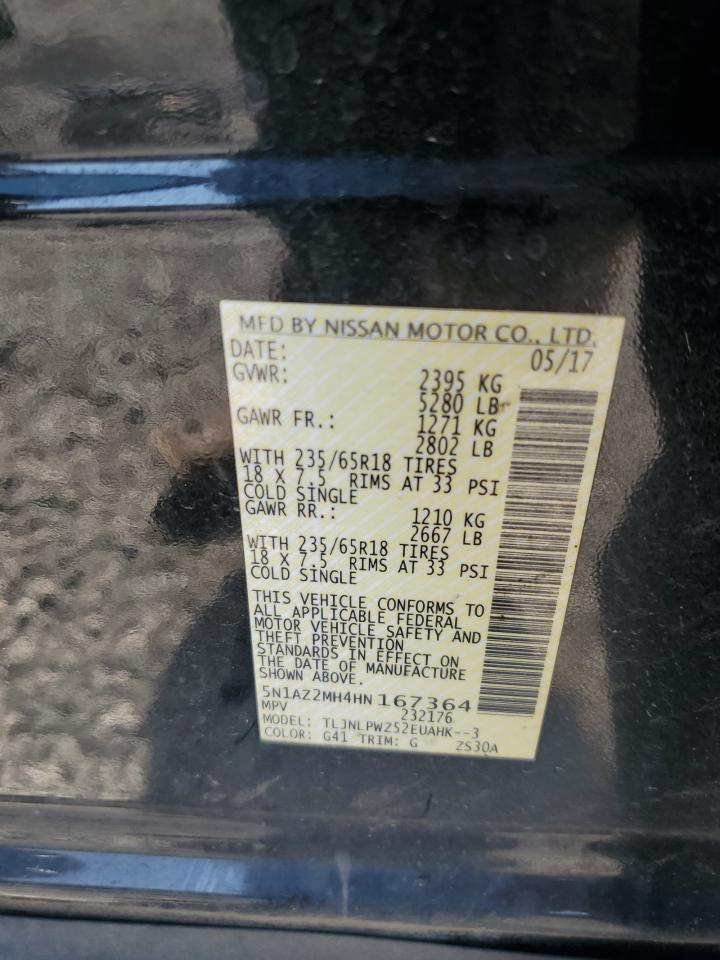 MFD BY NISSAN MOTOR CO., LTD.
DATE: 05/17
GVWR: 2395 KG
5280 LB
GAWR FR.: 1271 KG
2802 LB
WITH 235/65R18 TIRES
18 X 7.5 RIMS AT 33 PSI
COLD SINGLE
GAWR RR.: 1210 KG
2667 LB
WITH 235/65R18 TIRES
18 X 7.5 RIMS AT 33 PSI
COLD SINGLE
THIS VEHICLE CONFORMS TO
ALL APPLICABLE FEDERAL
MOTOR VEHICLE SAFETY AND
THEFT PREVENTION
STANDARDS IN EFFECT ON
THE DATE OF MANUFACTURE
SHOWN ABOVE.
5N1AZ2MH4HN 167364
MPV 232176
MODEL: TLJNLPWZ52EUAHK--3
COLOR: G41 TRIM: G ZS30A